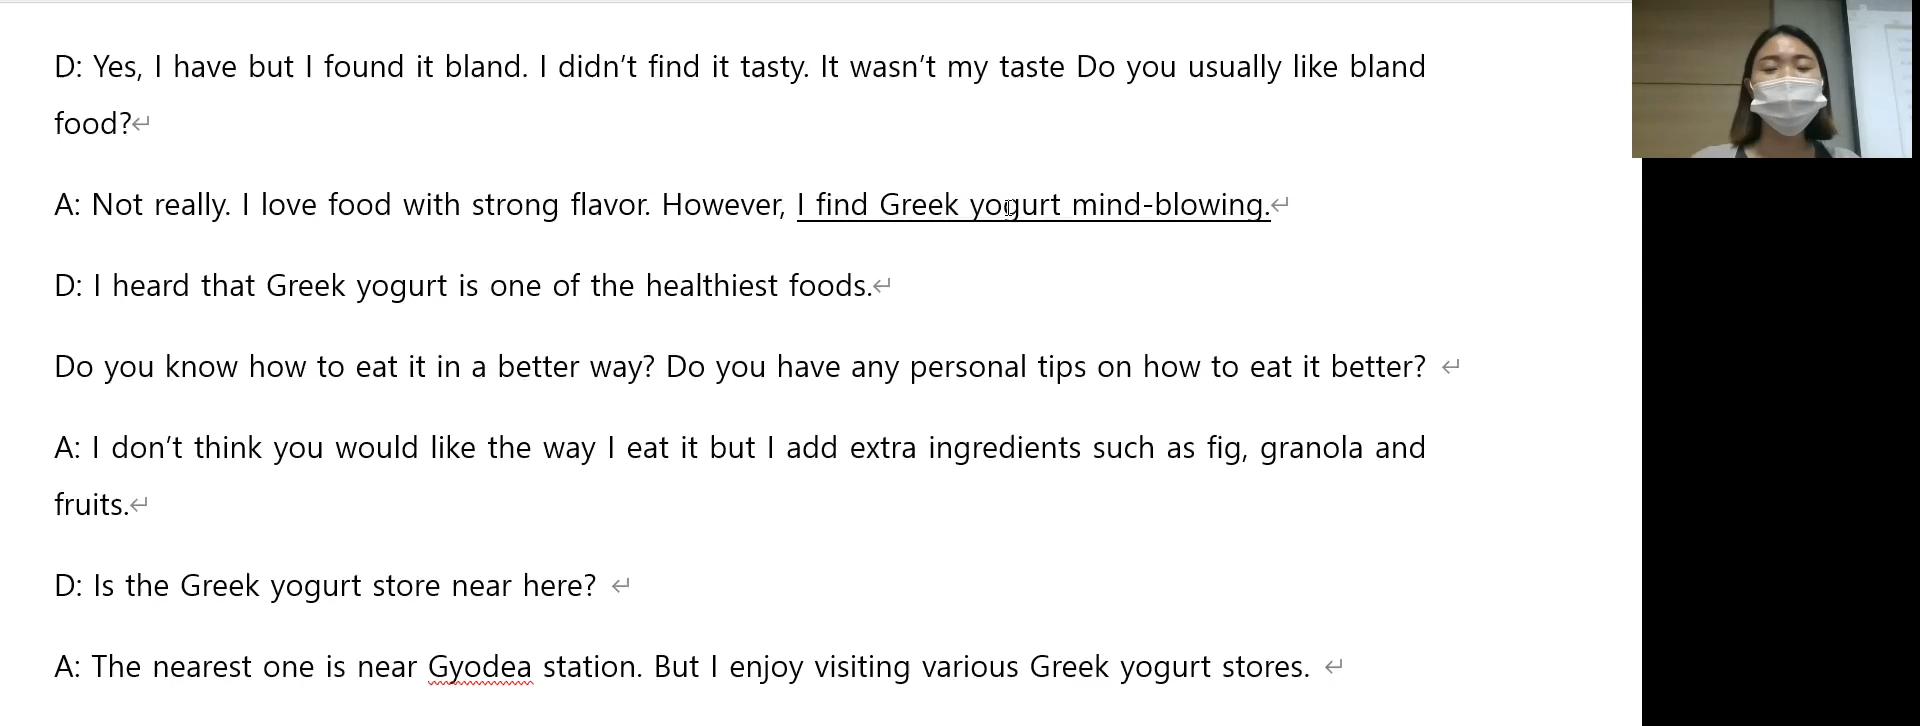 D: Yes, I have but I found it bland. I didn’t find it tasty. It wasn’t my taste Do you usually like bland
food?
A: Not really. I love food with strong flavor. However, I find Greek yogurt mind-blowing.
D: I heard that Greek yogurt is one of the healthiest foods.
Do you know how to eat it in a better way? Do you have any personal tips on how to eat it better?
A: I don’t think you would like the way I eat it but I add extra ingredients such as fig, granola and
fruits.
D: Is the Greek yogurt store near here?
A: The nearest one is near Gyodea station. But I enjoy visiting various Greek yogurt stores.